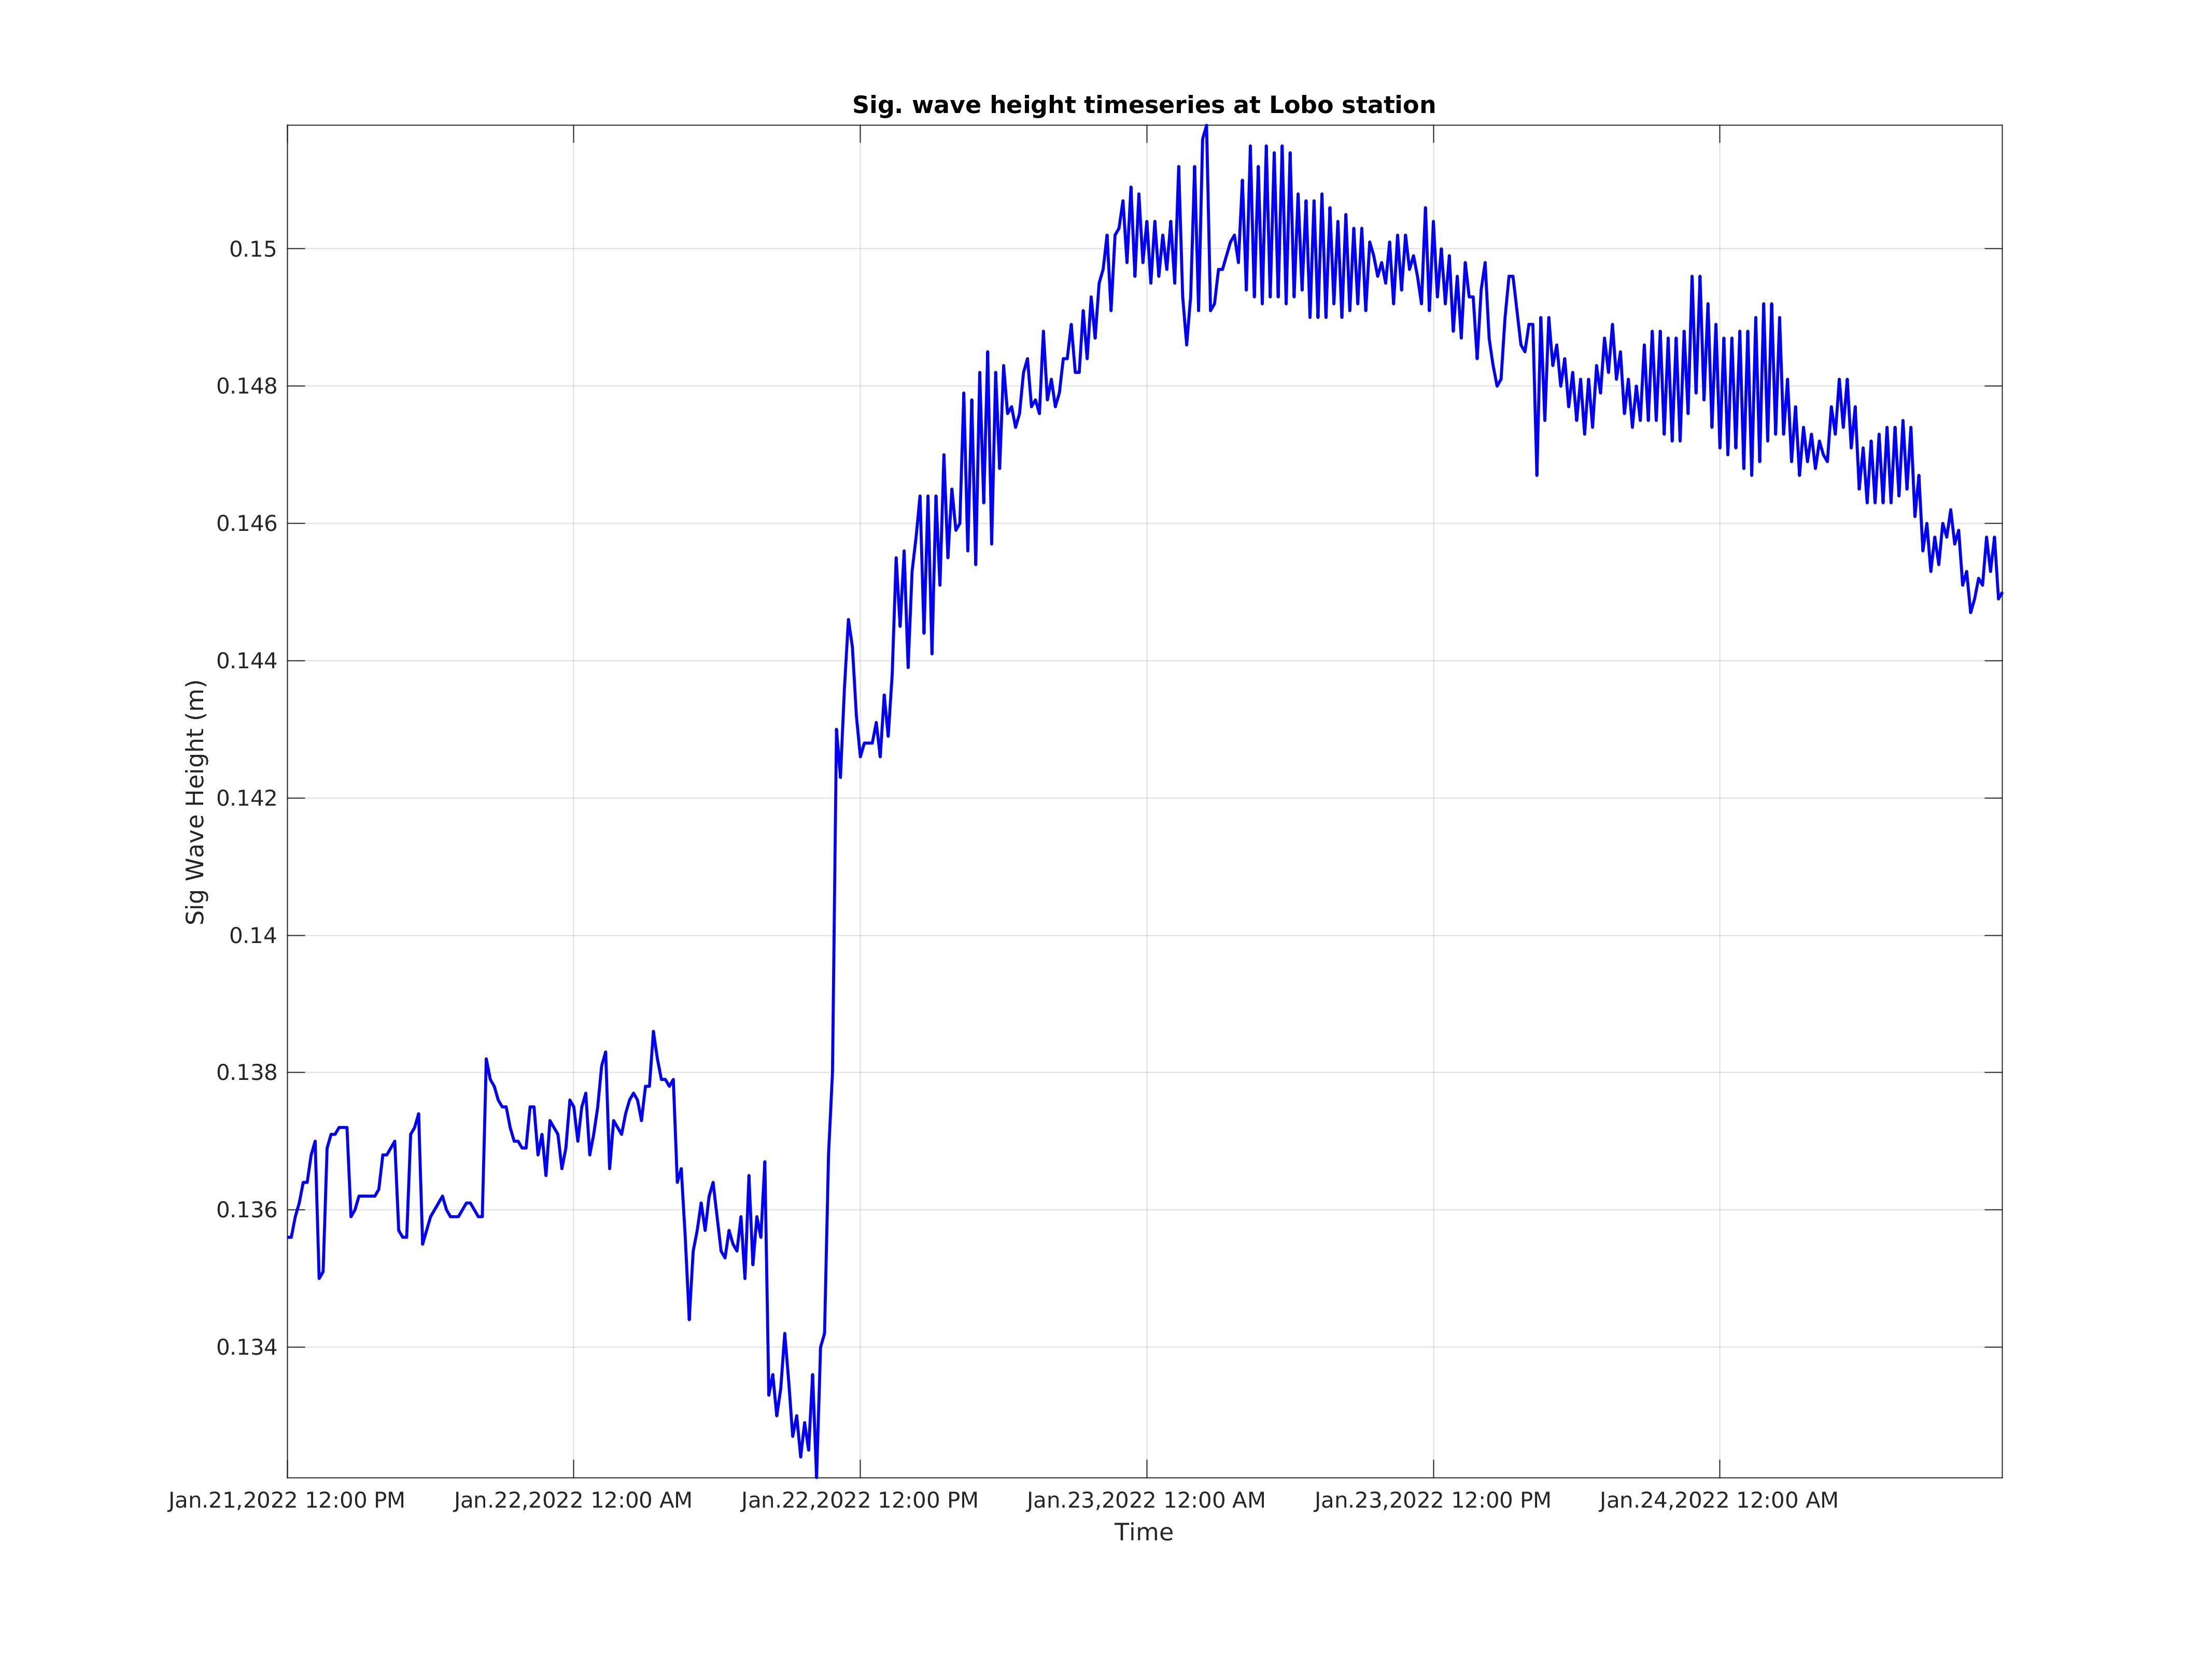 Sig. wave height timeseries at Lobo station
0.15
0.148
0.146
0.144
0.142
0.14
0.138
0.136
0.134
Sig Wave Height (m)
Jan.21,2022 12:00 PM
Jan.22,2022 12:00 AM
Jan.22,2022 12:00 PM
Jan.23,2022 12:00 AM
Jan.23,2022 12:00 PM
Jan.24,2022 12:00 AM
Time